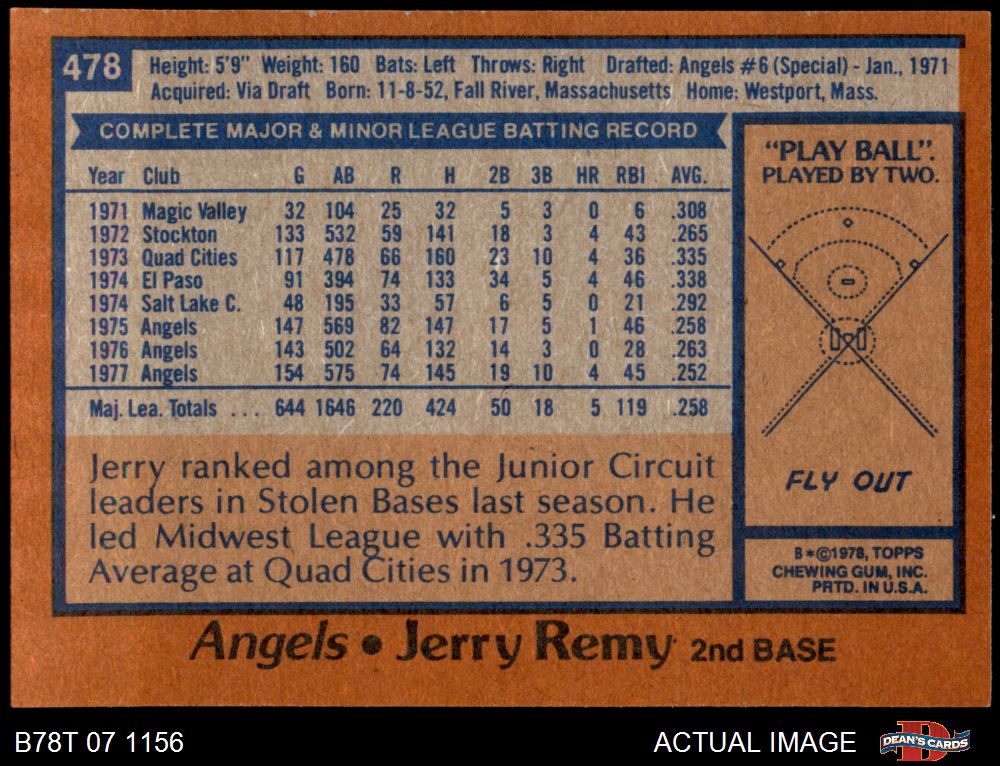 478
Height: 5'9" Weight: 160 Bats: Left Throws: Right Drafted: Angels #6 (Special) - Jan., 1971
Acquired: Via Draft Born: 11-8-52, Fall River, Massachusetts Home: Westport, Mass.
COMPLETE MAJOR & MINOR LEAGUE BATTING RECORD
Year Club G AB R H 2B 3B HR RBI AVG.
1971 Magic Valley 32 104 25 32 5 3 0 6 .308
1972 Stockton 133 532 59 141 18 3 4 43 .265
1973 Quad Cities 117 478 66 160 23 10 4 36 .335
1974 El Paso 91 394 74 133 34 5 4 46 .338
1974 Salt Lake C. 48 195 33 57 6 5 0 21 .292
1975 Angels 147 569 82 147 17 5 1 46 .258
1976 Angels 143 502 64 132 14 3 0 28 .263
1977 Angels 154 575 74 145 19 10 4 45 .252
Maj. Lea. Totals ... 644 1646 220 424 50 18 5 119 .258
Jerry ranked among the Junior Circuit
leaders in Stolen Bases last season. He
led Midwest League with .335 Batting
Average at Quad Cities in 1973.
"PLAY BALL".
PLAYED BY TWO.
FLY OUT
B*©1978, TOPPS
CHEWING GUM, INC.
PRTD. IN U.S.A.
Angels • Jerry Remy 2nd BASE
B78T 07 1156
ACTUAL IMAGE
D
DEAN'S CARDS